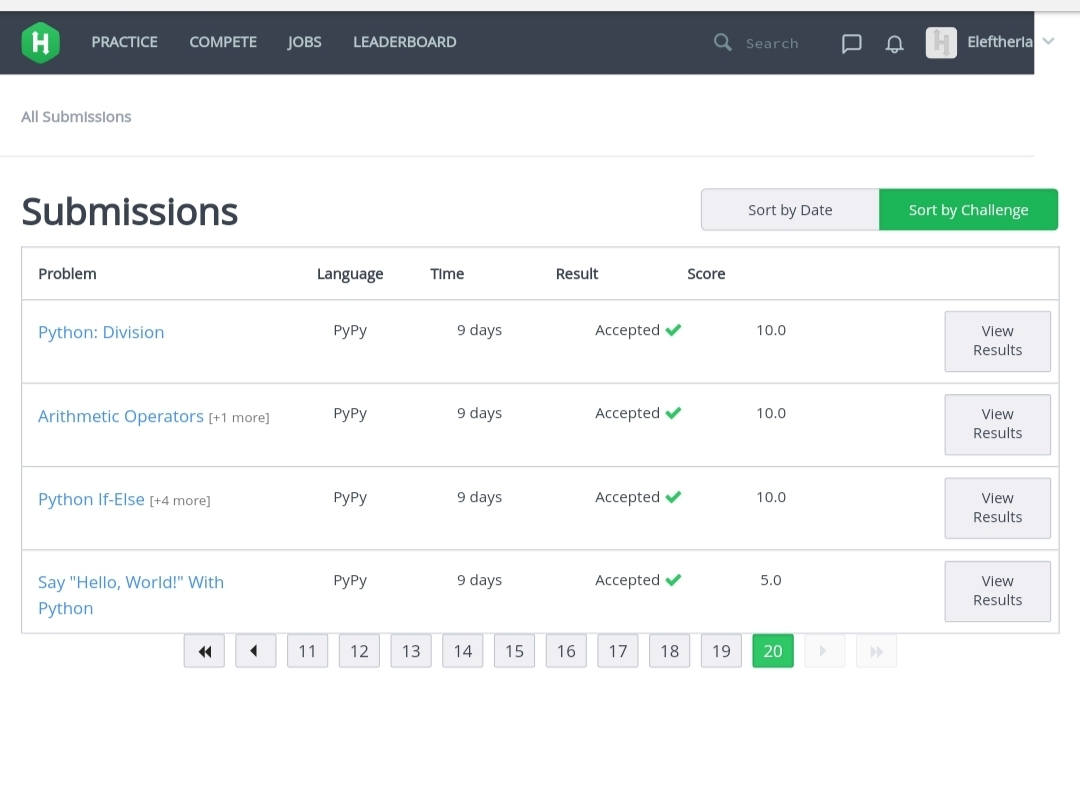 H PRACTICE COMPETE JOBS LEADERBOARD Search H Eleftheria
All Submissions
Submissions Sort by Date Sort by Challenge
Problem Language Time Result Score
Python: Division PyPy 9 days Accepted 10.0 View
Results
Arithmetic Operators [+1 more] PyPy 9 days Accepted 10.0 View
Results
Python If-Else [+4 more] PyPy 9 days Accepted 10.0 View
Results
Say "Hello, World!" With PyPy 9 days Accepted 5.0 View
Python Results
11 12 13 14 15 16 17 18 19 20